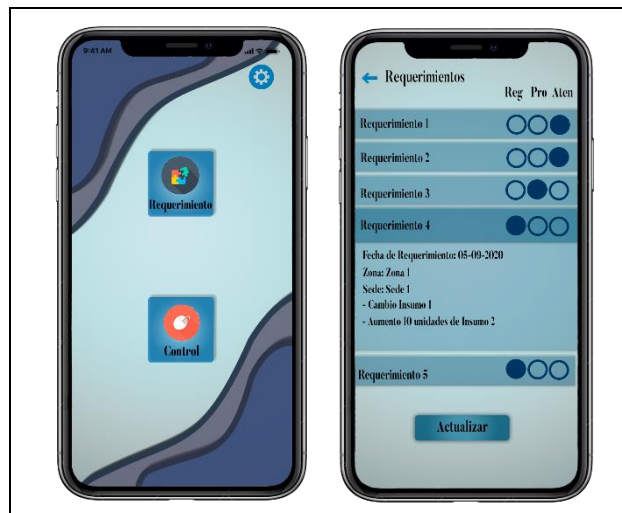 9:41 AM
Requerimiento
Control
Requerimientos
Reg Pro Aten
Requerimiento 1
Requerimiento 2
Requerimiento 3
Requerimiento 4
Fecha de Requerimiento: 05-09-2020
Zona: Zona 1
Sede: Sede 1
- Cambio Insumo 1
- Aumento 10 unidades de Insumo 2
Requerimiento 5
Actualizar